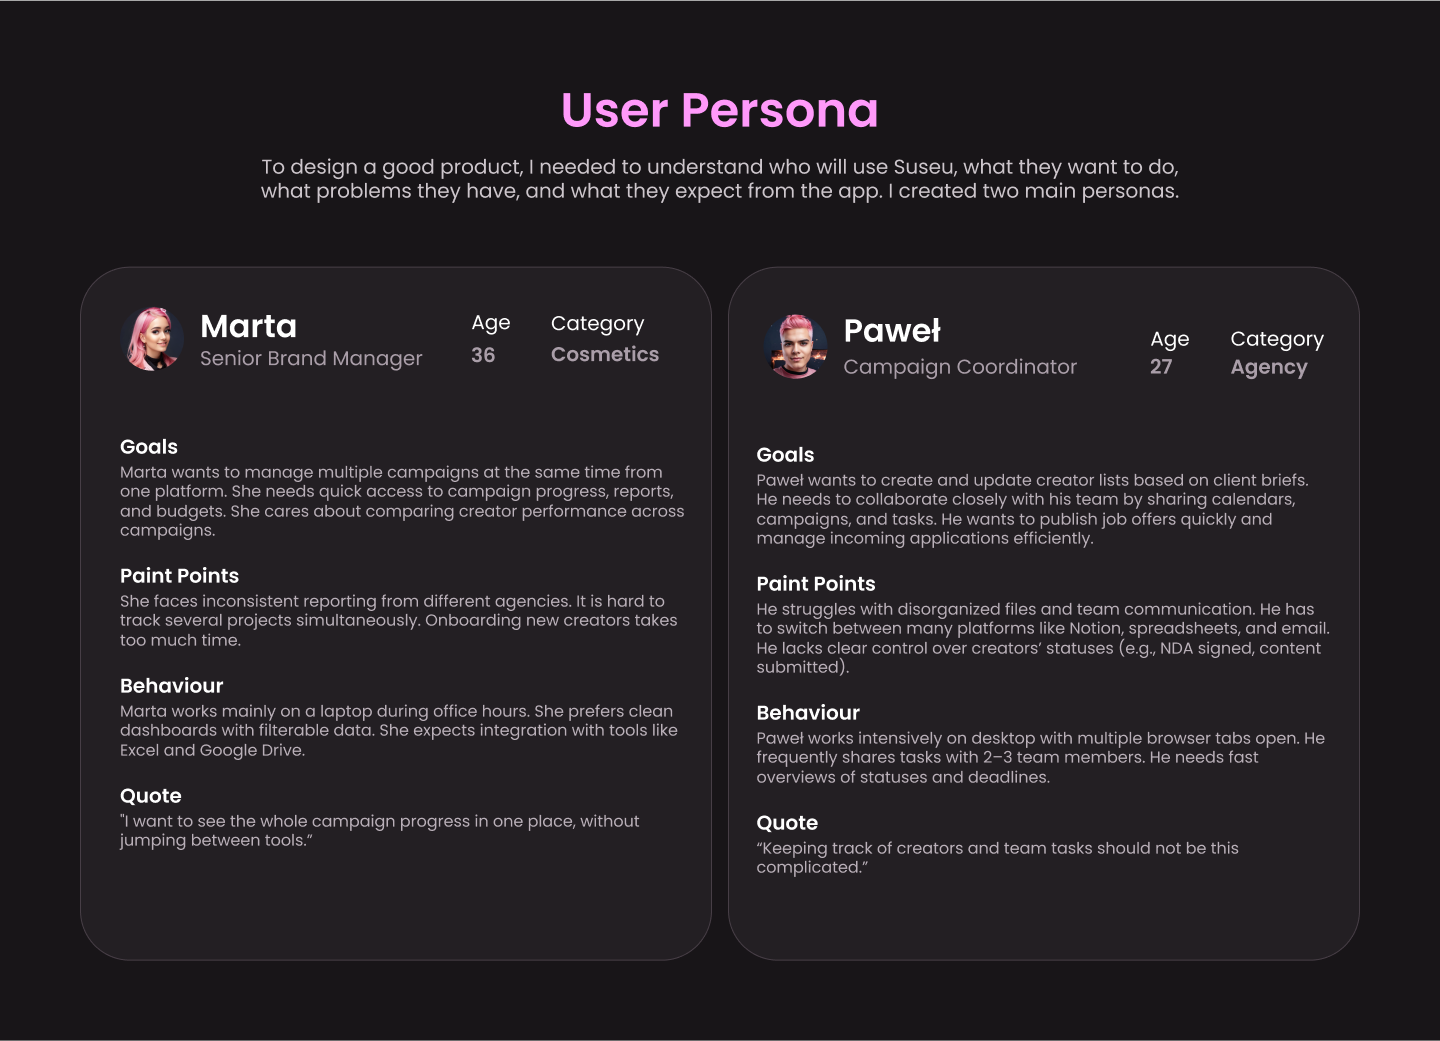 User Persona
To design a good product, I needed to understand who will use Suseu, what they want to do,
what problems they have, and what they expect from the app. I created two main personas.
Marta
Senior Brand Manager
Age
36
Category
Cosmetics
Goals
Marta wants to manage multiple campaigns at the same time from
one platform. She needs quick access to campaign progress, reports,
and budgets. She cares about comparing creator performance across
campaigns.
Paint Points
She faces inconsistent reporting from different agencies. It is hard to
track several projects simultaneously. Onboarding new creators takes
too much time.
Behaviour
Marta works mainly on a laptop during office hours. She prefers clean
dashboards with filterable data. She expects integration with tools like
Excel and Google Drive.
Quote
"I want to see the whole campaign progress in one place, without
jumping between tools.”
Paweł
Campaign Coordinator
Age
27
Category
Agency
Goals
Paweł wants to create and update creator lists based on client briefs.
He needs to collaborate closely with his team by sharing calendars,
campaigns, and tasks. He wants to publish job offers quickly and
manage incoming applications efficiently.
Paint Points
He struggles with disorganized files and team communication. He has
to switch between many platforms like Notion, spreadsheets, and email.
He lacks clear control over creators’ statuses (e.g., NDA signed, content
submitted).
Behaviour
Paweł works intensively on desktop with multiple browser tabs open. He
frequently shares tasks with 2–3 team members. He needs fast
overviews of statuses and deadlines.
Quote
“Keeping track of creators and team tasks should not be this
complicated.”